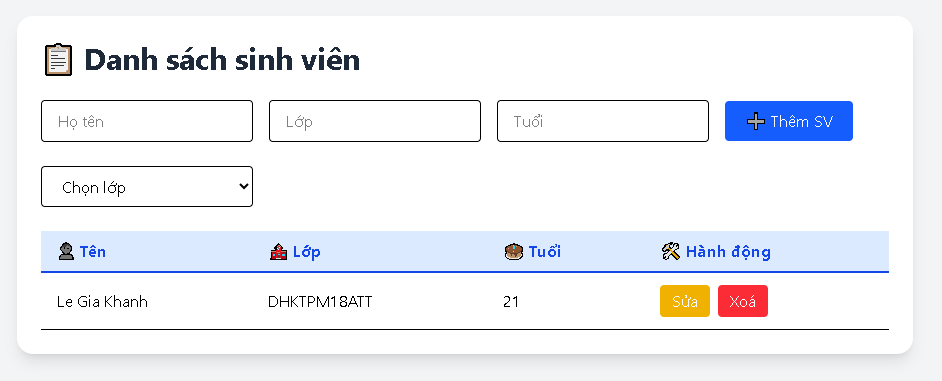 Danh sách sinh viên
Họ tên Lớp Tuổi Thêm SV
Chọn lớp
Tên Lớp Tuổi Hành động
Le Gia Khanh DHKTPM18ATT 21 Sửa Xoá